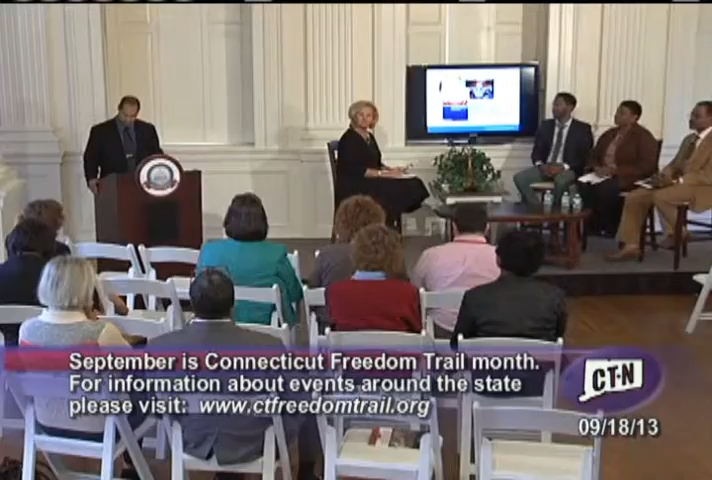 September is Connecticut Freedom Trail month.
For information about events around the state
please visit: www.ctfreedomtrail.org
CT-N
09/18/13